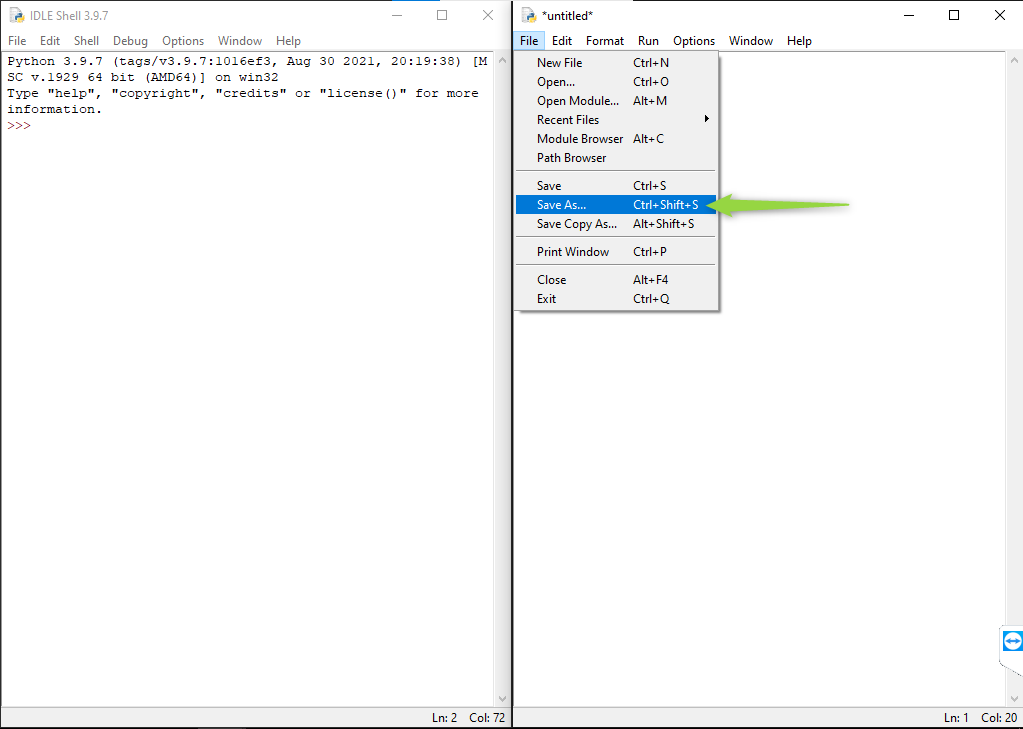 IDLE Shell 3.9.7
File Edit Shell Debug Options Window Help
Python 3.9.7 (tags/v3.9.7:1016ef3, Aug 30 2021, 20:19:38) [M
SC v.1929 64 bit (AMD64)] on win32
Type "help", "copyright", "credits" or "license()" for more
information.
>>>
Ln: 2 Col: 72
*untitled*
File Edit Format Run Options Window Help
New File Ctrl+N
Open... Ctrl+O
Open Module... Alt+M
Recent Files
Module Browser Alt+C
Path Browser
Save Ctrl+S
Save As... Ctrl+Shift+S
Save Copy As... Alt+Shift+S
Print Window Ctrl+P
Close Alt+F4
Exit Ctrl+Q
Ln: 1 Col: 20